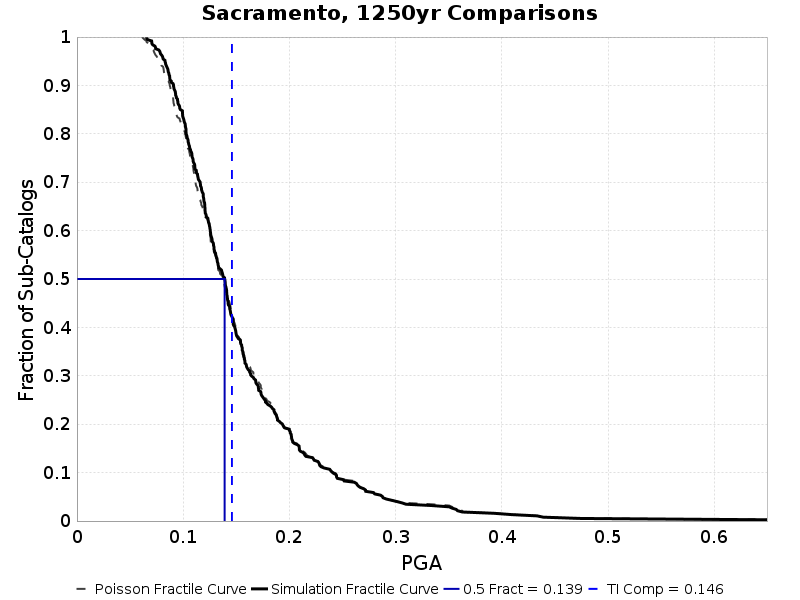 Sacramento, 1250yr Comparisons
Fraction of Sub-Catalogs
1
0.9
0.8
0.7
0.6
0.5
0.4
0.3
0.2
0.1
0
0 0.1 0.2 0.3 0.4 0.5 0.6
PGA
Poisson Fractile Curve Simulation Fractile Curve 0.5 Fract = 0.139 TI Comp = 0.146